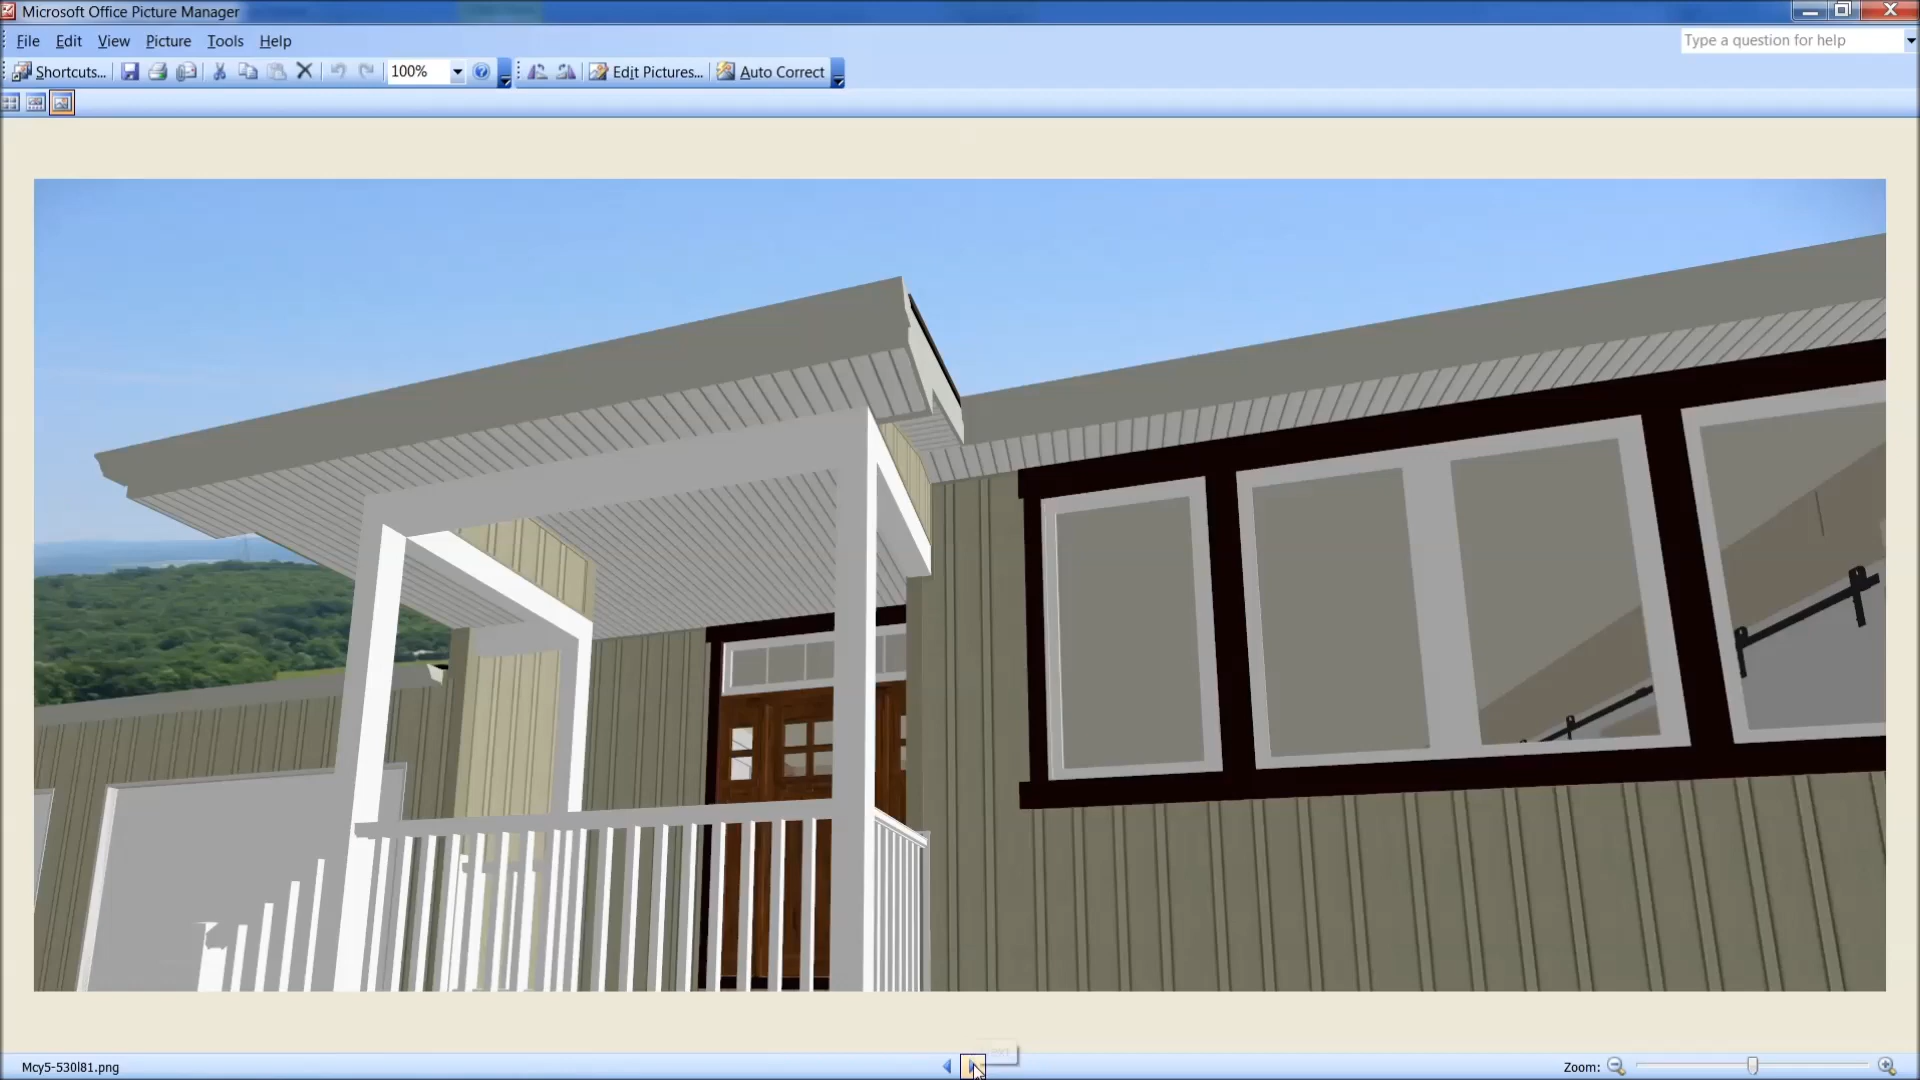 Microsoft Office Picture Manager
File Edit View Picture Tools Help
Type a question for help
Shortcuts... 100% Edit Pictures... Auto Correct
Mcy5-530l81.png
Zoom: